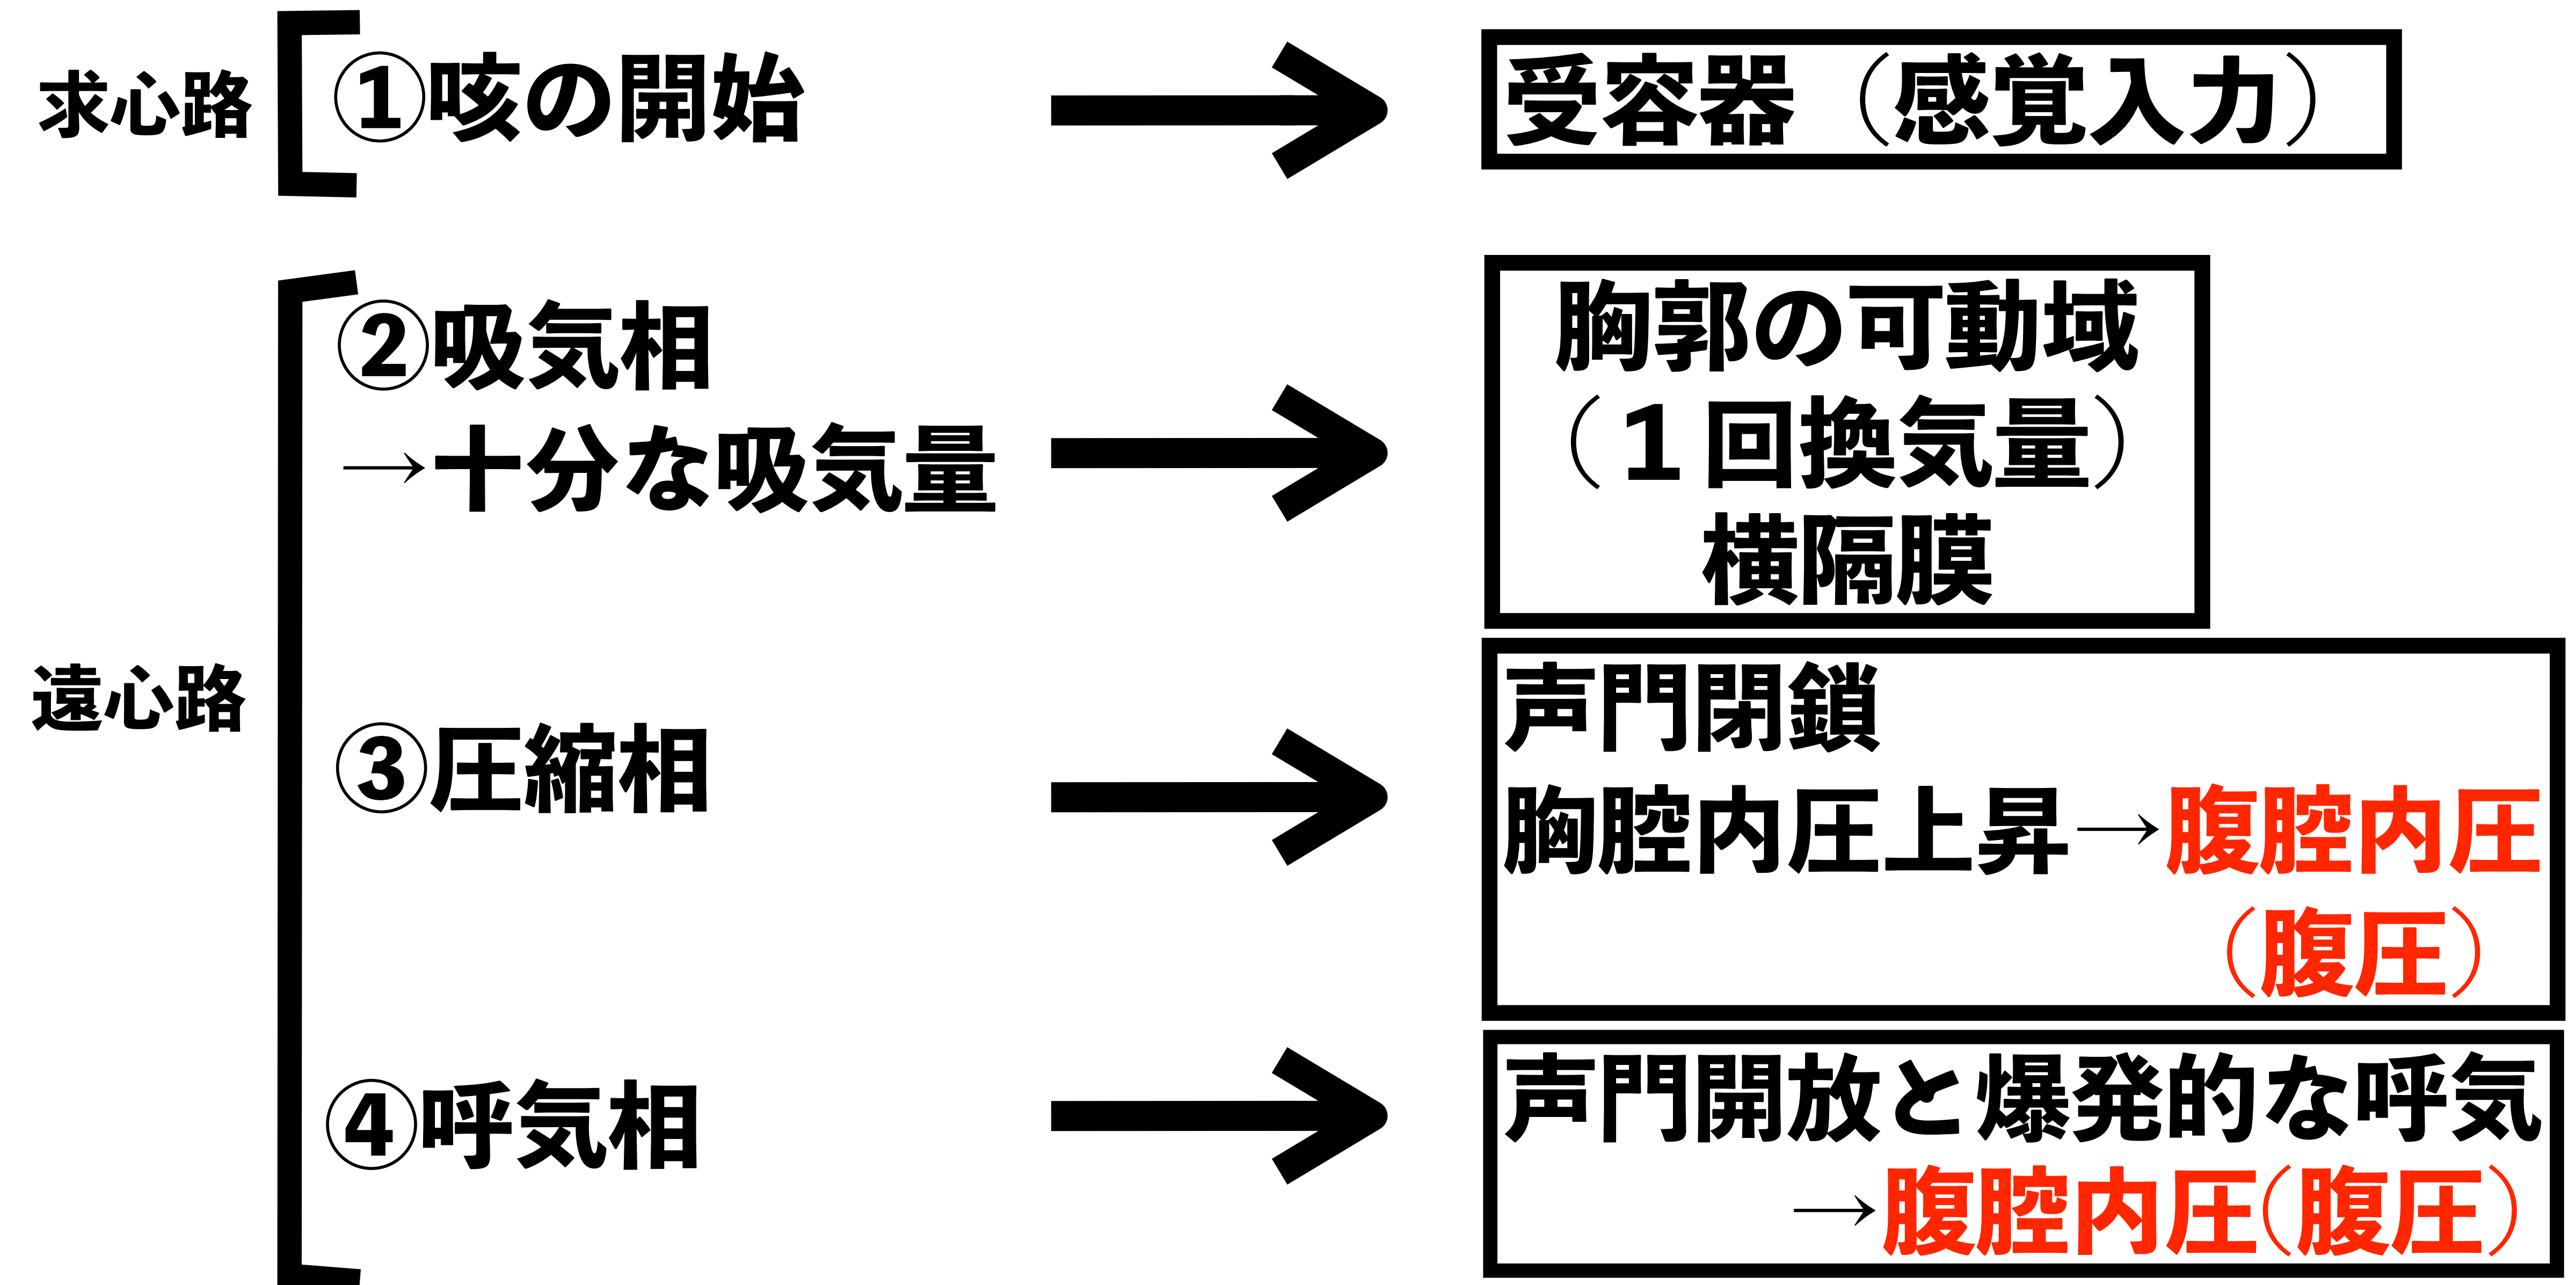 求心路
①咳の開始
受容器（感覚入力）
遠心路
②吸気相
→十分な吸気量
胸郭の可動域
（１回換気量）
横隔膜
③圧縮相
声門閉鎖
胸腔内圧上昇→腹腔内圧
（腹圧）
④呼気相
声門開放と爆発的な呼気
→腹腔内圧（腹圧）